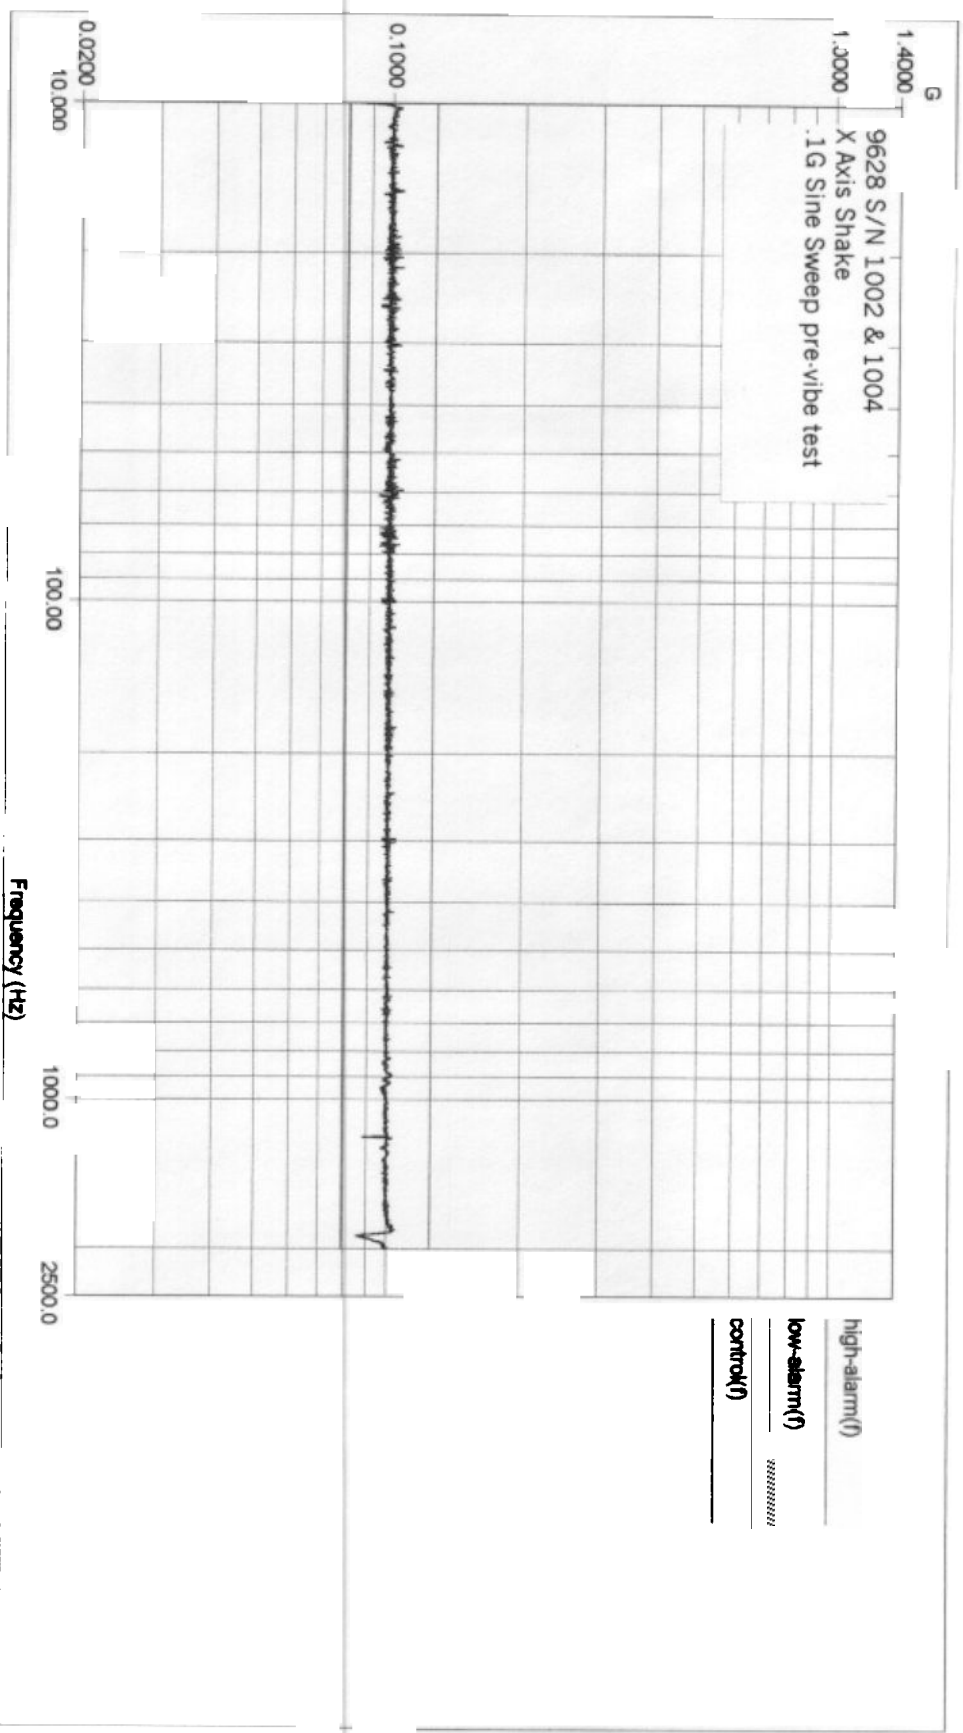 G
1.4000
1.0000
0.1000
0.0200
9628 S/N 1002 & 1004
X Axis Shake
.1G Sine Sweep pre-vibe test
10.000
100.00
1000.0
2500.0
Frequency (Hz)
high-alarm(f)
low-alarm(f)
control(f)